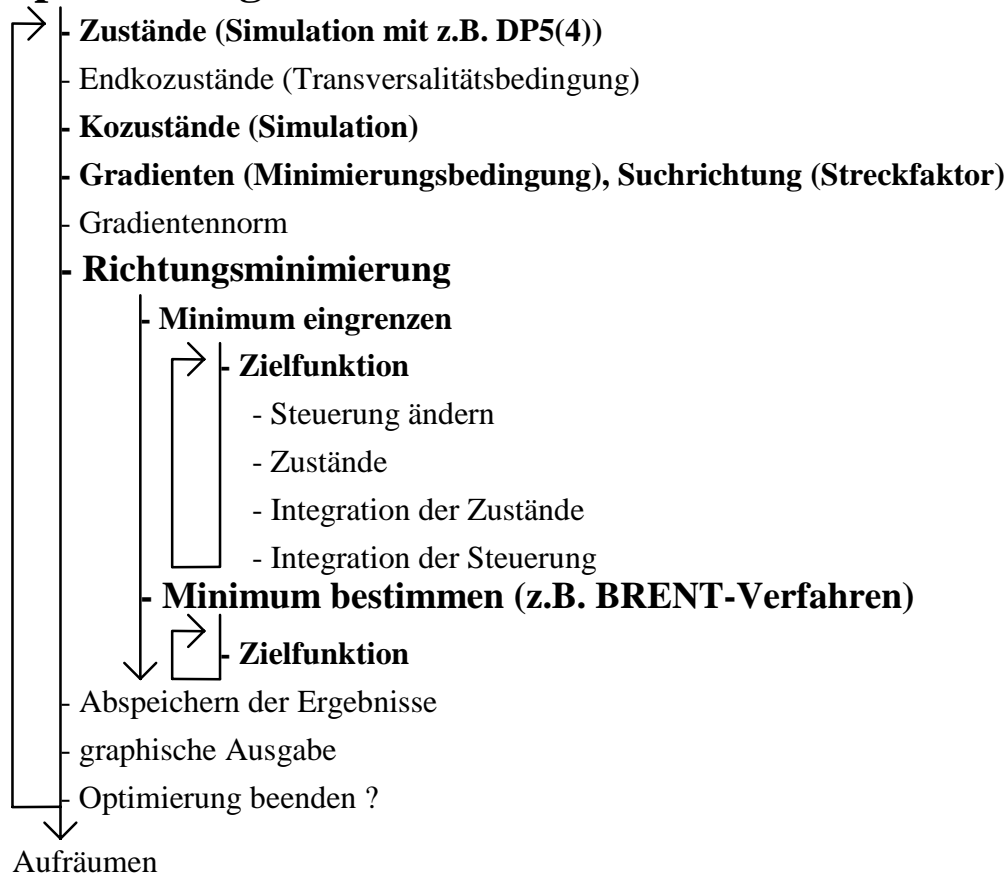 - Zustände (Simulation mit z.B. DP5(4))
- Endkozustände (Transversalitätsbedingung)
- Kozustände (Simulation)
- Gradienten (Minimierungsbedingung), Suchrichtung (Streckfaktor)
- Gradientennorm
- Richtungsminimierung
- Minimum eingrenzen
- Zielfunktion
- Steuerung ändern
- Zustände
- Integration der Zustände
- Integration der Steuerung
- Minimum bestimmen (z.B. BRENT-Verfahren)
- Zielfunktion
- Abspeichern der Ergebnisse
- graphische Ausgabe
- Optimierung beenden ?
Aufräumen